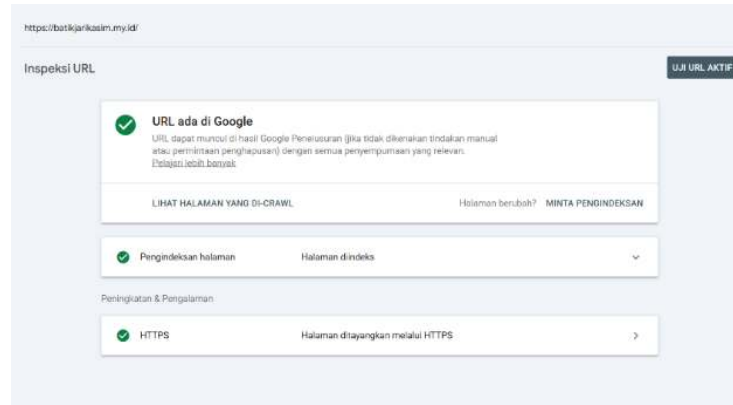 https://batikjarikasim.my.id/
Inspeksi URL
UJI URL AKTIF
URL ada di Google
URL dapat muncul di hasil Google Penelusuran (jika tidak dikenakan tindakan manual
atau permintaan penghapusan) dengan semua penyempurnaan yang relevan.
Pelajari lebih banyak
LIHAT HALAMAN YANG DI-CRAWL
Halaman berubah? MINTA PENGINDEKSAN
Pengindeksan halaman
Halaman diindeks
Peningkatan & Pengalaman
HTTPS
Halaman ditayangkan melalui HTTPS